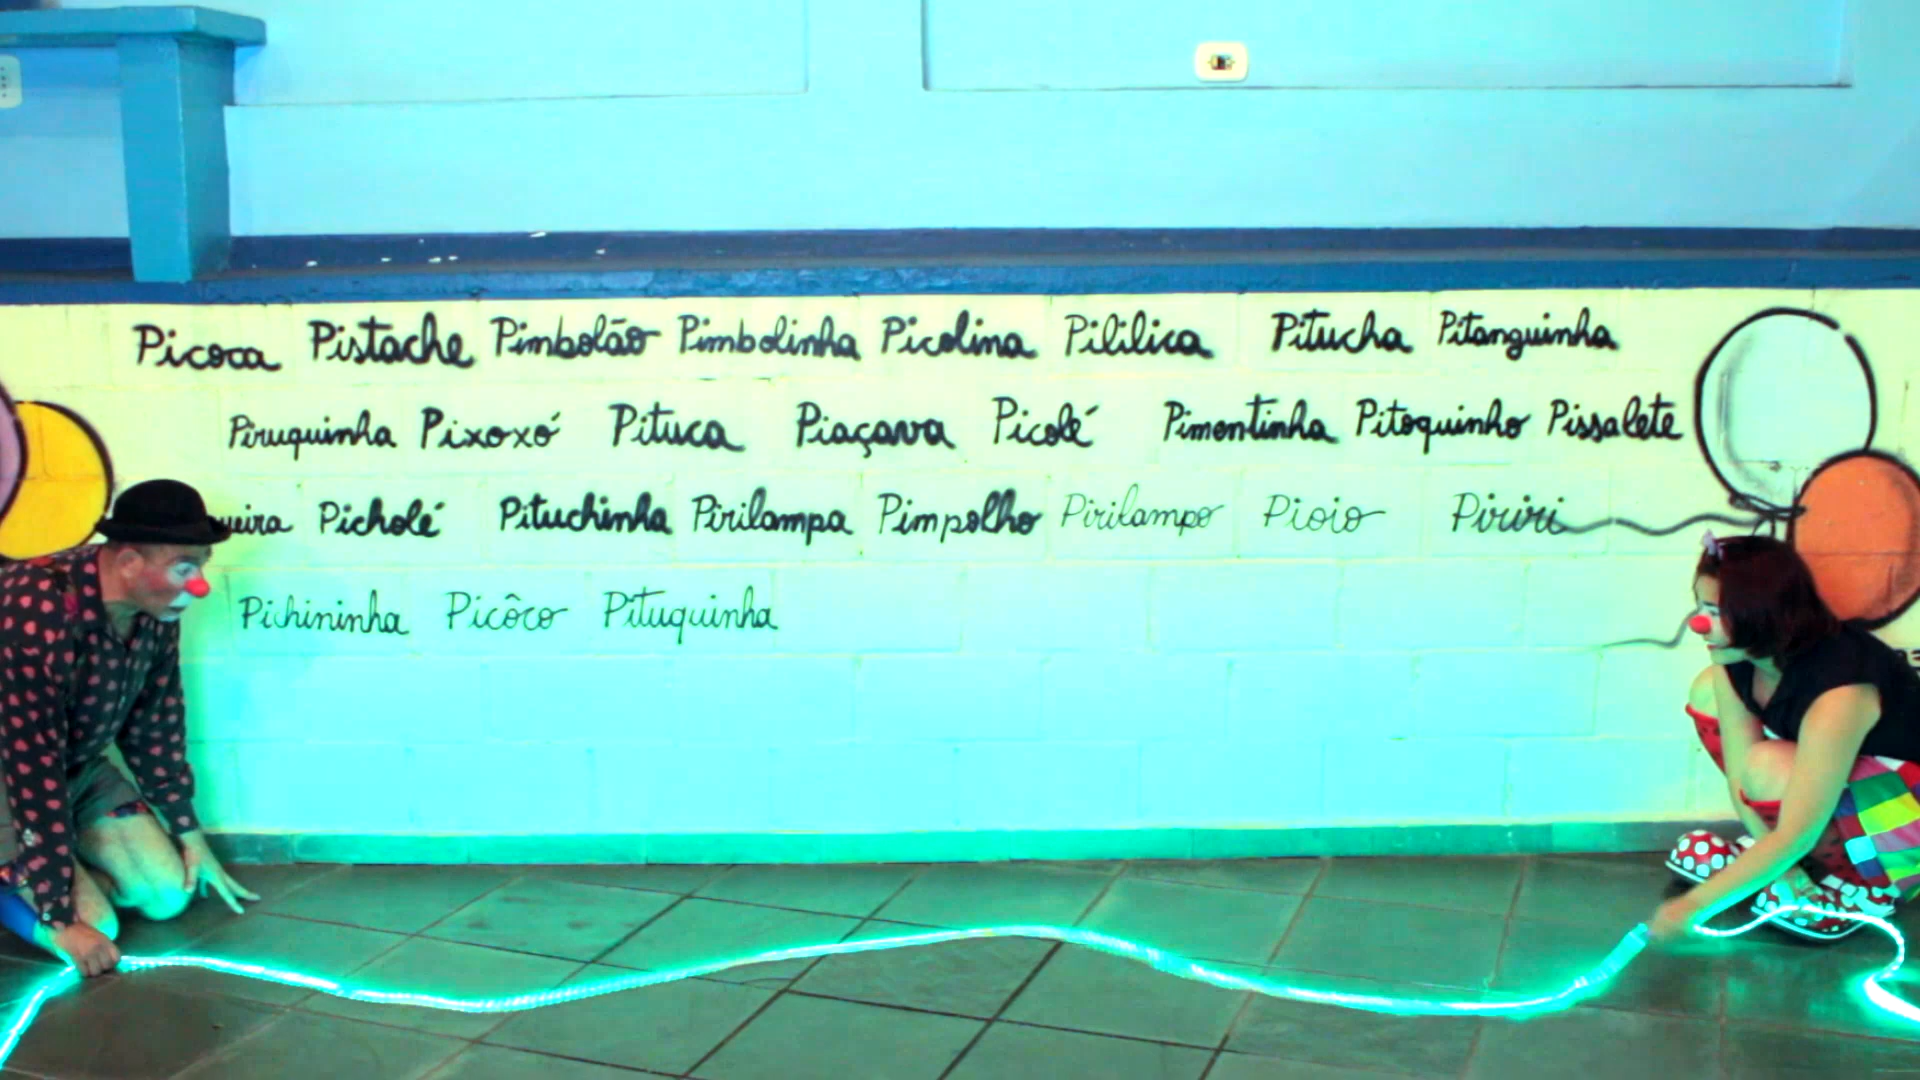 Picoca Pistache Pimbolão Pimbolinha Picolina Pililica Pitucha Pitanguinha
Piruquinha Pixoxó Pituca Piaçava Picolé Pimentinha Pitoquinho Pissalete
Picholé Pituchinha Pirilampa Pimpolho Pirilampo Pioio Piriri
Pichininha Picôco Pituquinha